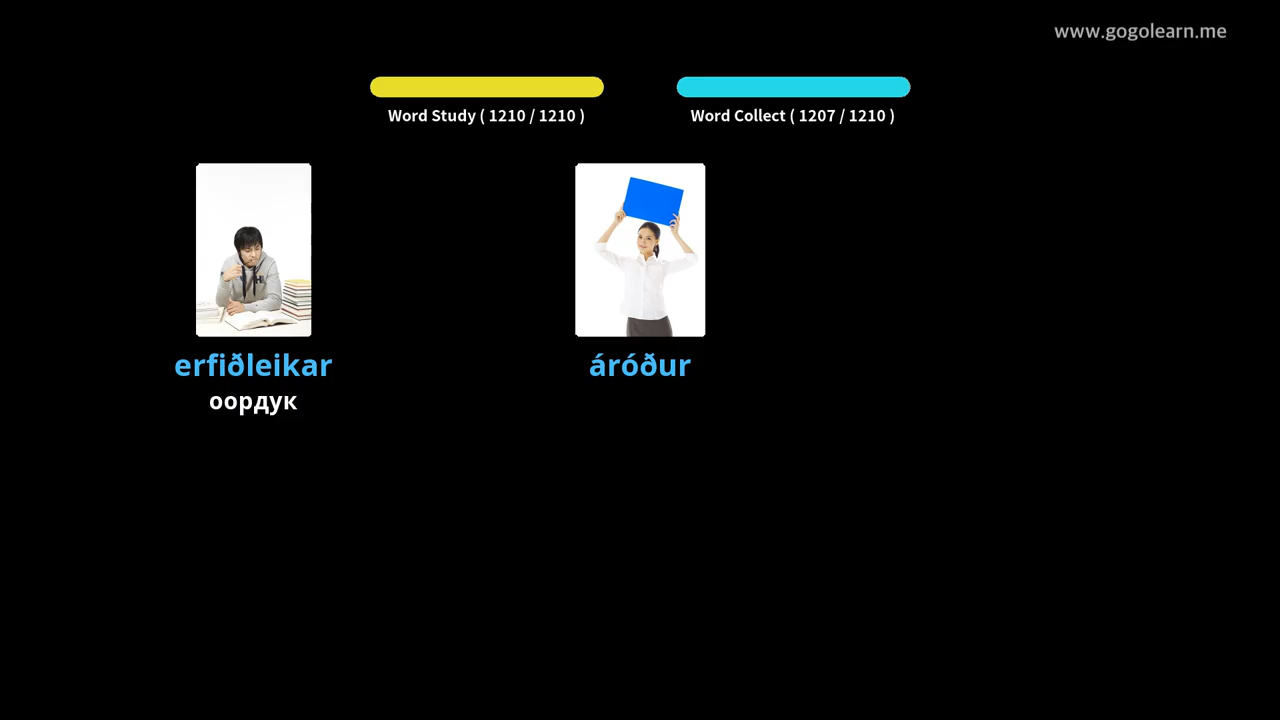 www.gogolearn.me
Word Study ( 1210 / 1210 )
Word Collect ( 1207 / 1210 )
erfiðleikar
оордук
áróður